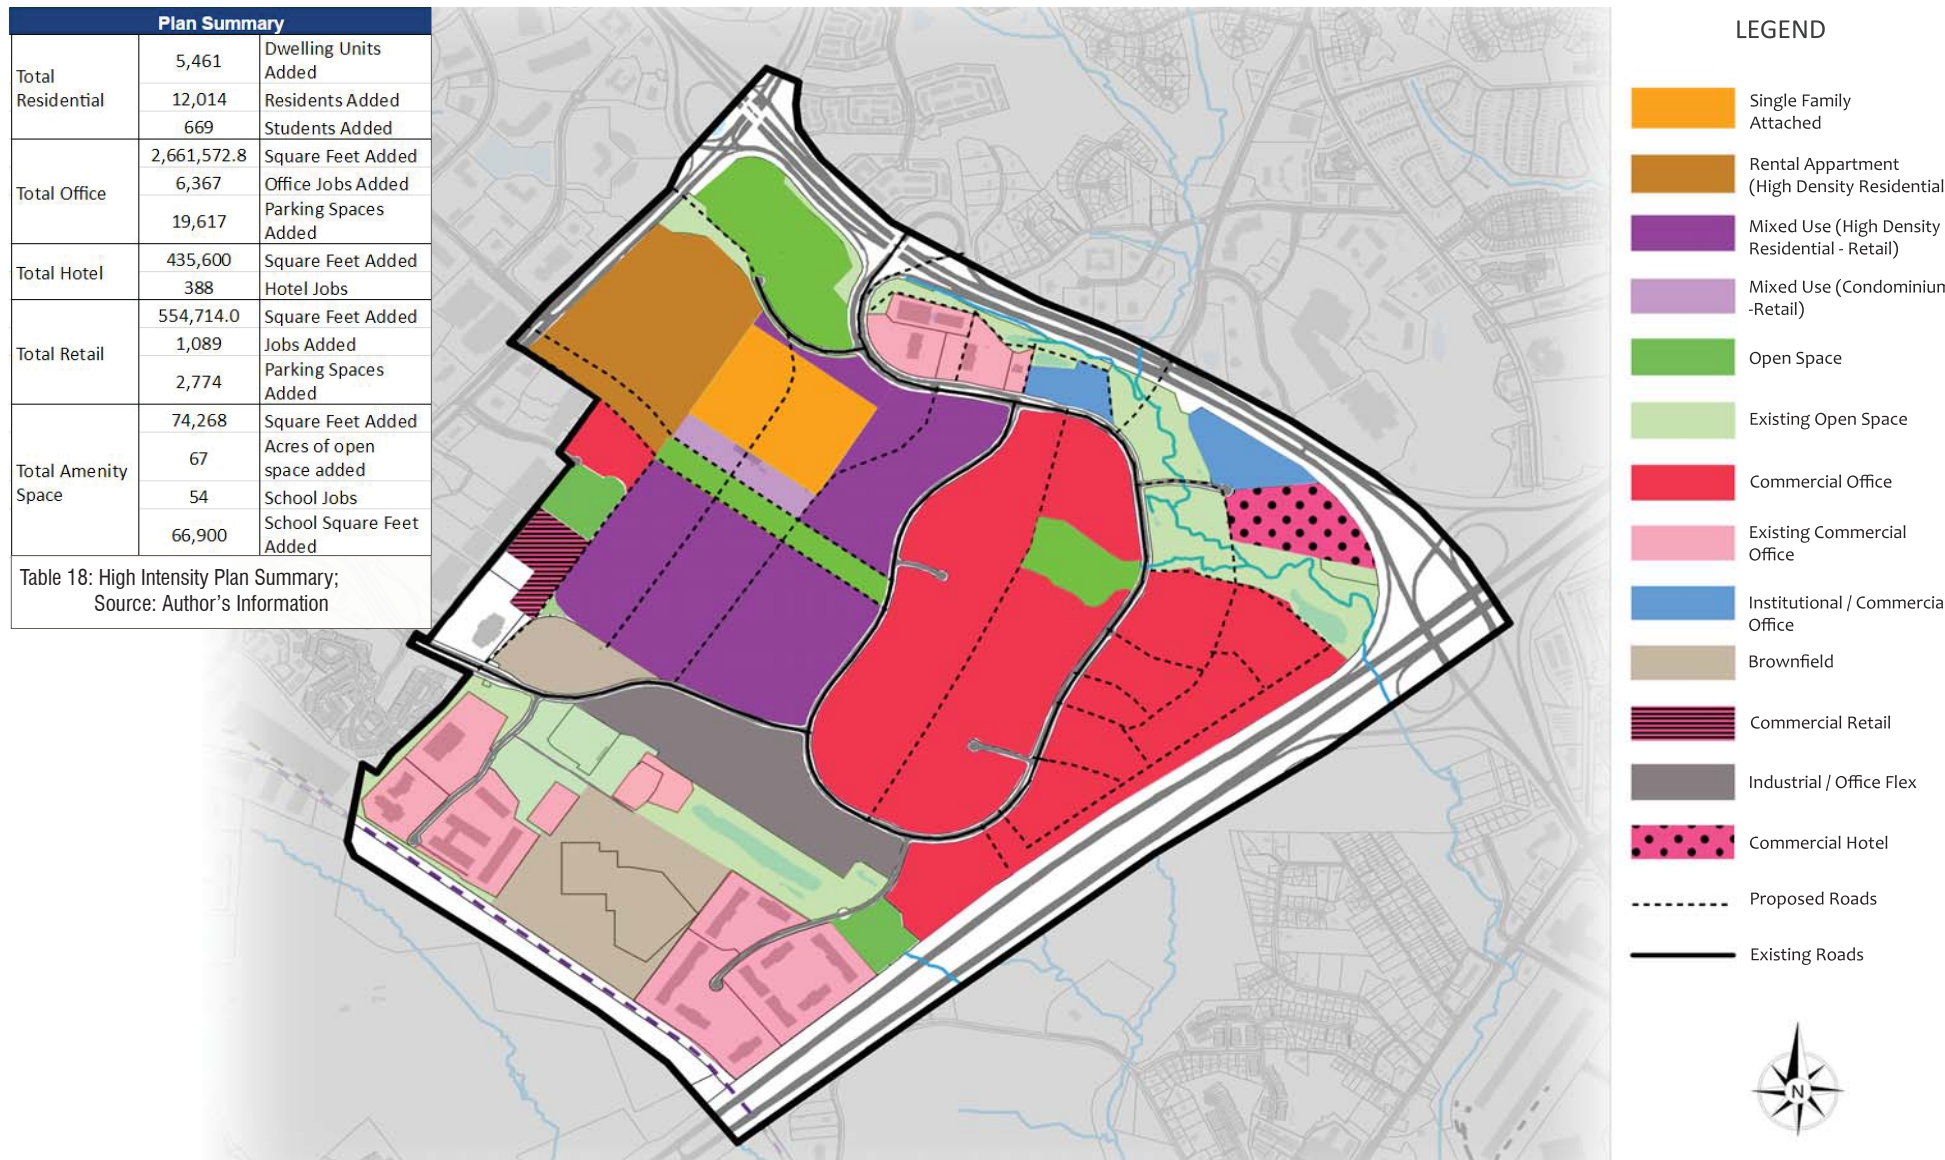 Plan Summary
Total Residential
5,461 Dwelling Units Added
12,014 Residents Added
669 Students Added
Total Office
2,661,572.8 Square Feet Added
6,367 Office Jobs Added
19,617 Parking Spaces Added
Total Hotel
435,600 Square Feet Added
388 Hotel Jobs
Total Retail
554,714.0 Square Feet Added
1,089 Jobs Added
2,774 Parking Spaces Added
Total Amenity Space
74,268 Square Feet Added
67 Acres of open space added
54 School Jobs
66,900 School Square Feet Added
Table 18: High Intensity Plan Summary;
Source: Author's Information
LEGEND
Single Family
Attached
Rental Appartment
(High Density Residential
Mixed Use (High Density
Residential - Retail)
Mixed Use (Condominium
-Retail)
Open Space
Existing Open Space
Commercial Office
Existing Commercial
Office
Institutional / Commercia
Office
Brownfield
Commercial Retail
Industrial / Office Flex
Commercial Hotel
Proposed Roads
Existing Roads
N